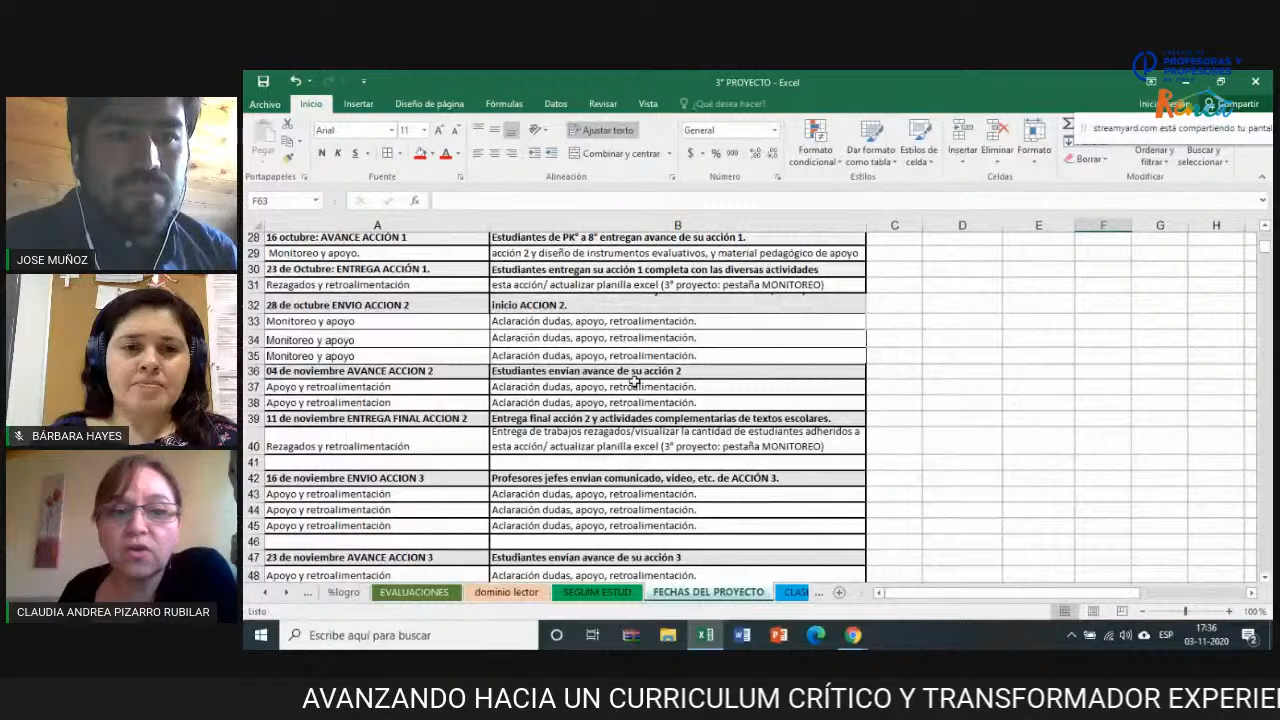 COLEGIO DE
PROFESORAS Y
PROFESORES
3° PROYECTO - Excel
Archivo Inicio Insertar Diseño de página Fórmulas Datos Revisar Vista ¿Qué desea hacer? Compartir
streamyard.com está compartiendo tu pantal
Pegar
Arial 11 Ajustar texto General
N K S Combinar y centrar $ % 000
Formato condicional Dar formato como tabla Estilos de celda Insertar Eliminar Formato Borrar Ordenar y filtrar Buscar y seleccionar
Portapapeles Fuente Alineación Número Estilos Celdas Modificar
F63 fx
A B C D E F G H
28 16 octubre: AVANCE ACCIÓN 1 Estudiantes de PK° a 8° entregan avance de su acción 1.
29 Monitoreo y apoyo. acción 2 y diseño de instrumentos evaluativos, y material pedagógico de apoyo
30 23 de Octubre: ENTREGA ACCIÓN 1. Estudiantes entregan su acción 1 completa con las diversas actividades
31 Rezagados y retroalimentación esta acción/ actualizar planilla excel (3° proyecto: pestaña MONITOREO)
32 28 de octubre ENVIO ACCION 2 inicio ACCION 2.
33 Monitoreo y apoyo Aclaración dudas, apoyo, retroalimentación.
34 Monitoreo y apoyo Aclaración dudas, apoyo, retroalimentación.
35 Monitoreo y apoyo Aclaración dudas, apoyo, retroalimentación.
36 04 de noviembre AVANCE ACCION 2 Estudiantes envían avance de su acción 2
37 Apoyo y retroalimentación Aclaración dudas, apoyo, retroalimentación.
38 Apoyo y retroalimentación Aclaración dudas, apoyo, retroalimentación.
39 11 de noviembre ENTREGA FINAL ACCION 2 Entrega final acción 2 y actividades complementarias de textos escolares.
Entrega de trabajos rezagados/visualizar la cantidad de estudiantes adheridos a
40 Rezagados y retroalimentación esta acción/ actualizar planilla excel (3° proyecto: pestaña MONITOREO)
41
42 16 de noviembre ENVIO ACCION 3 Profesores jefes envian comunicado, video, etc. de ACCIÓN 3.
43 Apoyo y retroalimentación Aclaración dudas, apoyo, retroalimentación.
44 Apoyo y retroalimentación Aclaración dudas, apoyo, retroalimentación.
45 Apoyo y retroalimentación Aclaración dudas, apoyo, retroalimentación.
46
47 23 de noviembre AVANCE ACCION 3 Estudiantes envían avance de su acción 3
48 Apoyo y retroalimentación Aclaración dudas, apoyo, retroalimentación.
... %logro EVALUACIONES dominio lector SEGUIM ESTUD FECHAS DEL PROYECTO CLASI ...
Listo 100 %
Escribe aquí para buscar
ESP 17:36
03-11-2020
JOSE MUÑOZ
BÁRBARA HAYES
CLAUDIA ANDREA PIZARRO RUBILAR
AVANZANDO HACIA UN CURRICULUM CRÍTICO Y TRANSFORMADOR EXPERIE